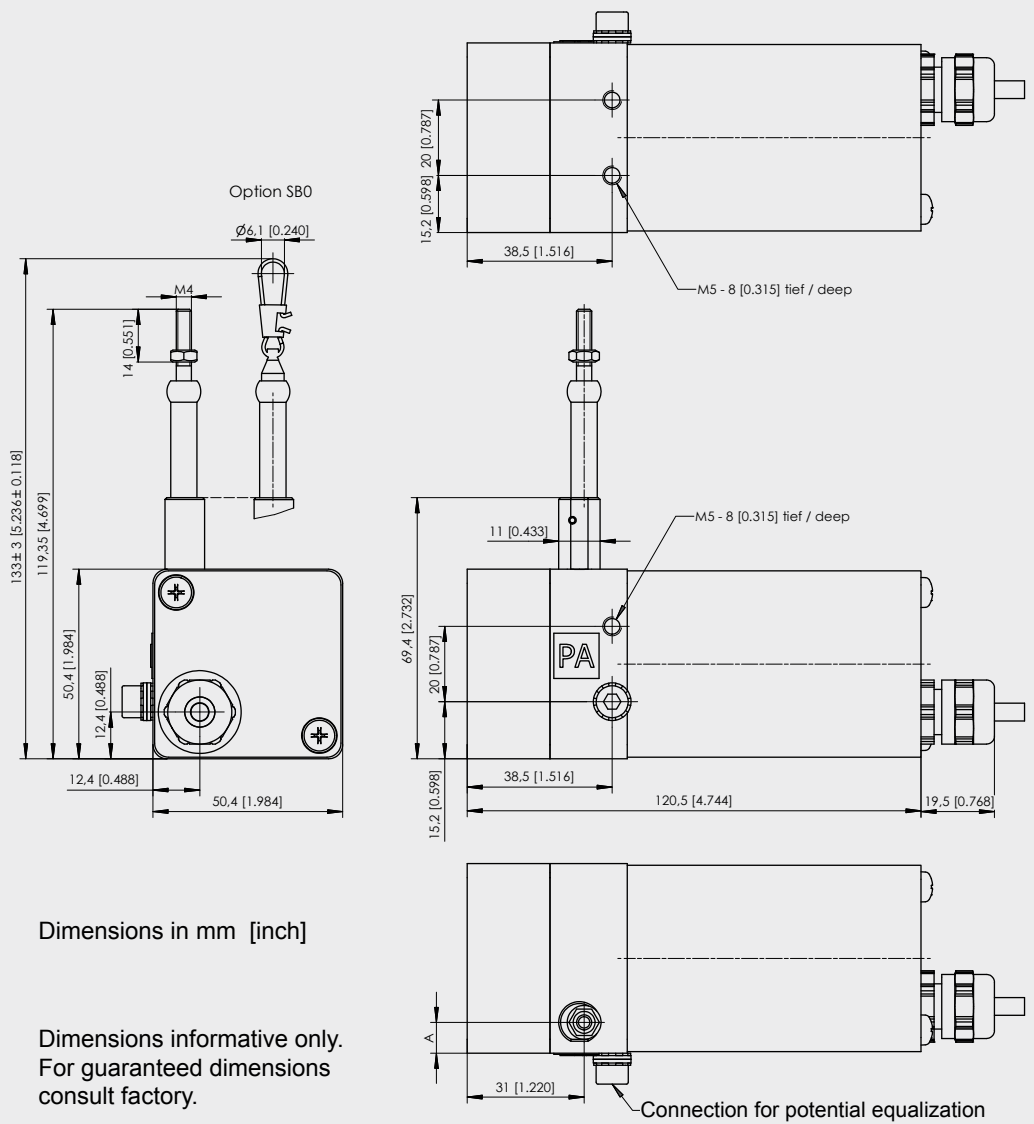 20 [0.787]
15,2 [0.598]
38,5 [1.516]
M5 - 8 [0.315] tief / deep
Option SB0
Ø6,1 [0.240]
M4
14 [0.551]
133± 3 [5.236± 0.118]
119,35 [4.699]
50,4 [1.984]
12,4 [0.488]
12,4 [0.488]
50,4 [1.984]
11 [0.433]
M5 - 8 [0.315] tief / deep
69,4 [2.732]
20 [0.787]
PA
15,2 [0.598]
38,5 [1.516]
120,5 [4.744]
19,5 [0.768]
Dimensions in mm [inch]
Dimensions informative only.
For guaranteed dimensions
consult factory.
A
31 [1.220]
Connection for potential equalization